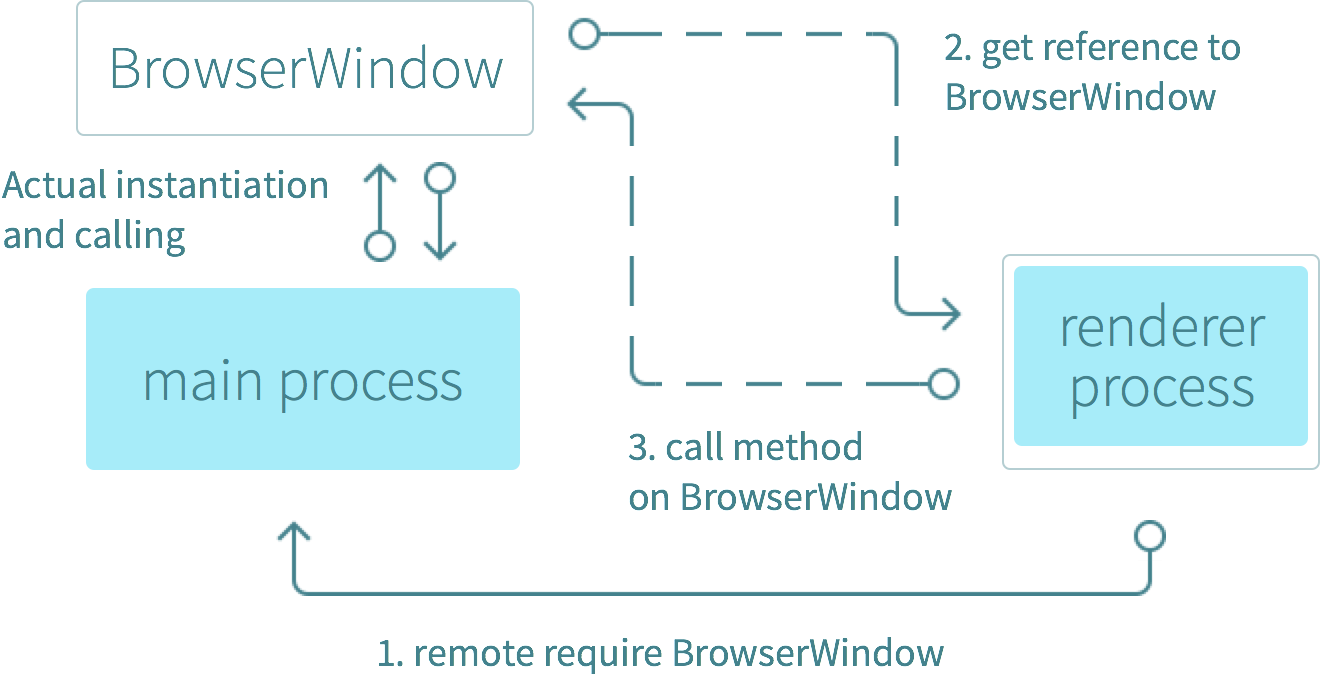 BrowserWindow
2. get reference to
BrowserWindow
Actual instantiation
and calling
main process
renderer
process
3. call method
on BrowserWindow
1. remote require BrowserWindow